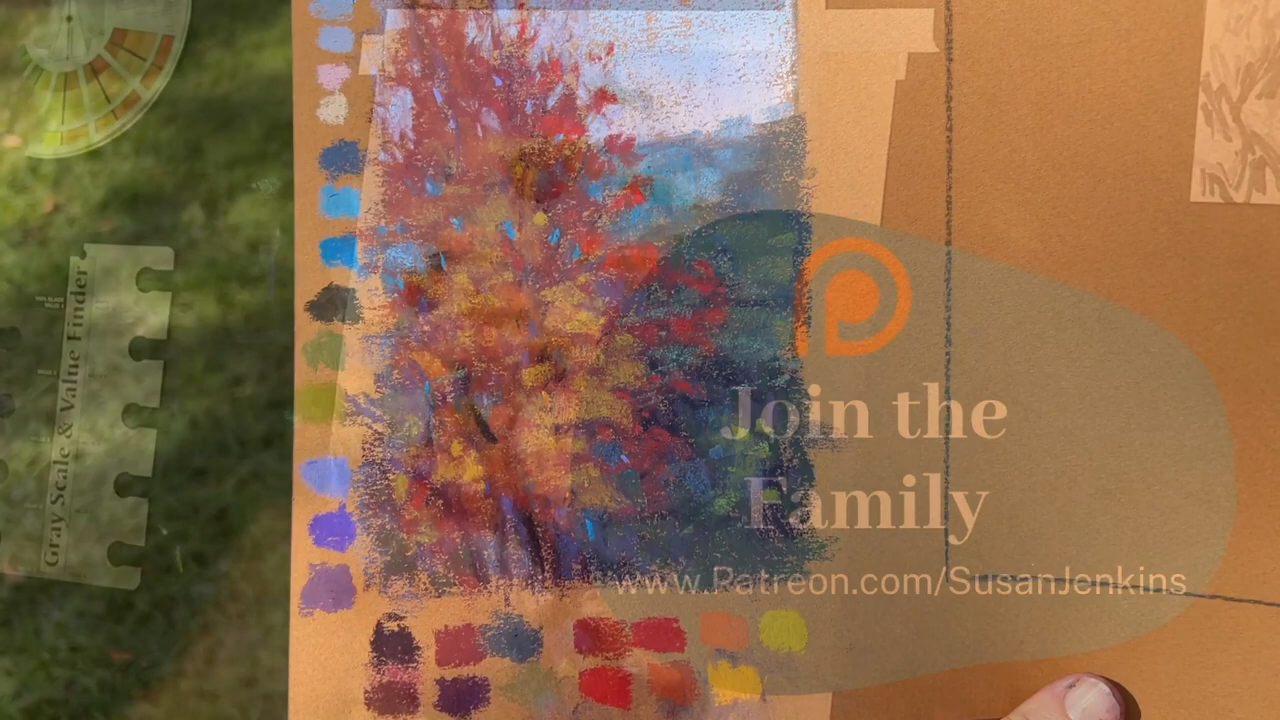 Gray Scale & Value Finder
Join the
Family
www.Patreon.com/SusanJenkins